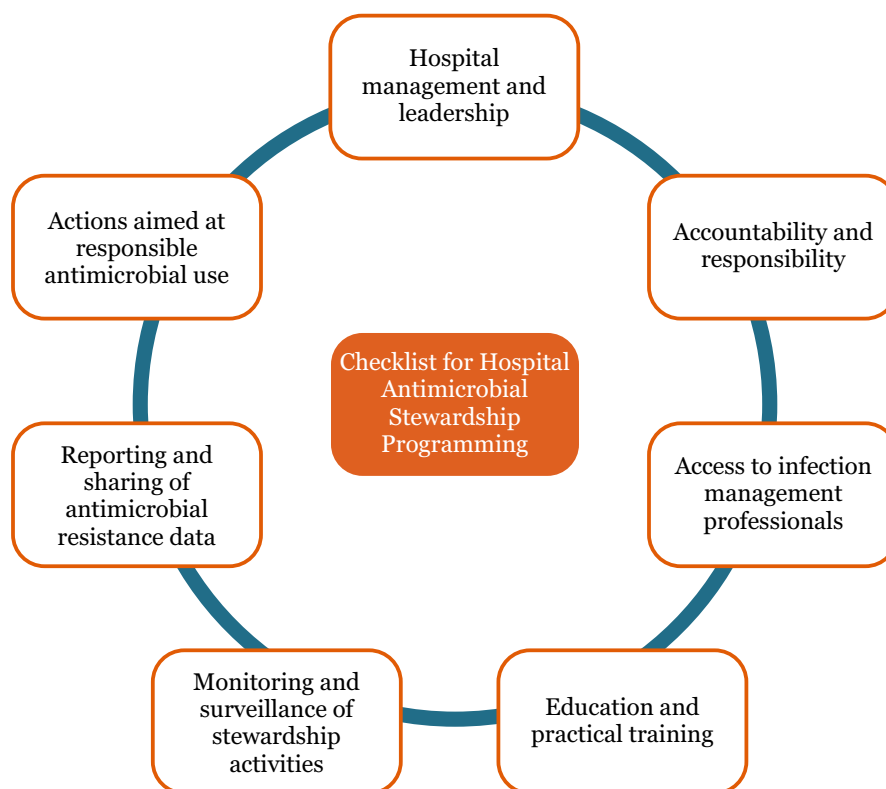 Hospital
management and
leadership
Accountability and
responsibility
Access to infection
management
professionals
Education and
practical training
Monitoring and
surveillance of
stewardship
activities
Reporting and
sharing of
antimicrobial
resistance data
Actions aimed at
responsible
antimicrobial use
Checklist for Hospital
Antimicrobial
Stewardship
Programming